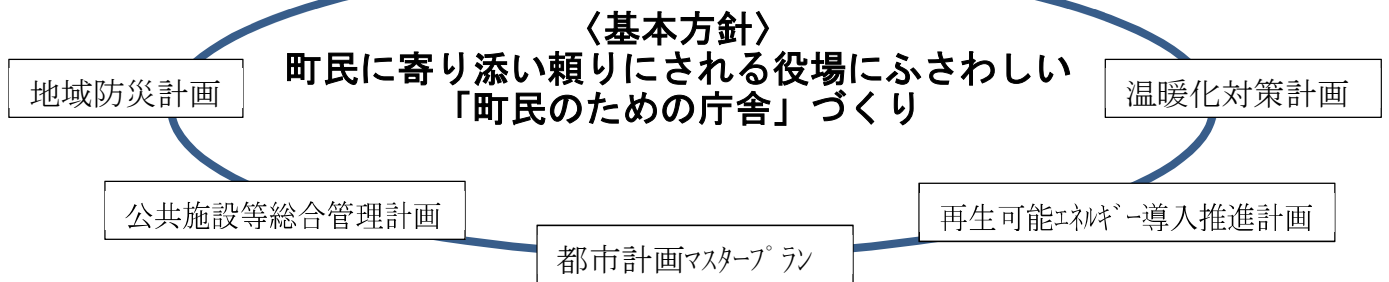 〈基本方針〉
町民に寄り添い頼りにされる役場にふさわしい
「町民のための庁舎」づくり
地域防災計画
温暖化対策計画
公共施設等総合管理計画
再生可能ｴﾈﾙｷﾞｰ導入推進計画
都市計画ﾏｽﾀｰﾌﾟﾗﾝ